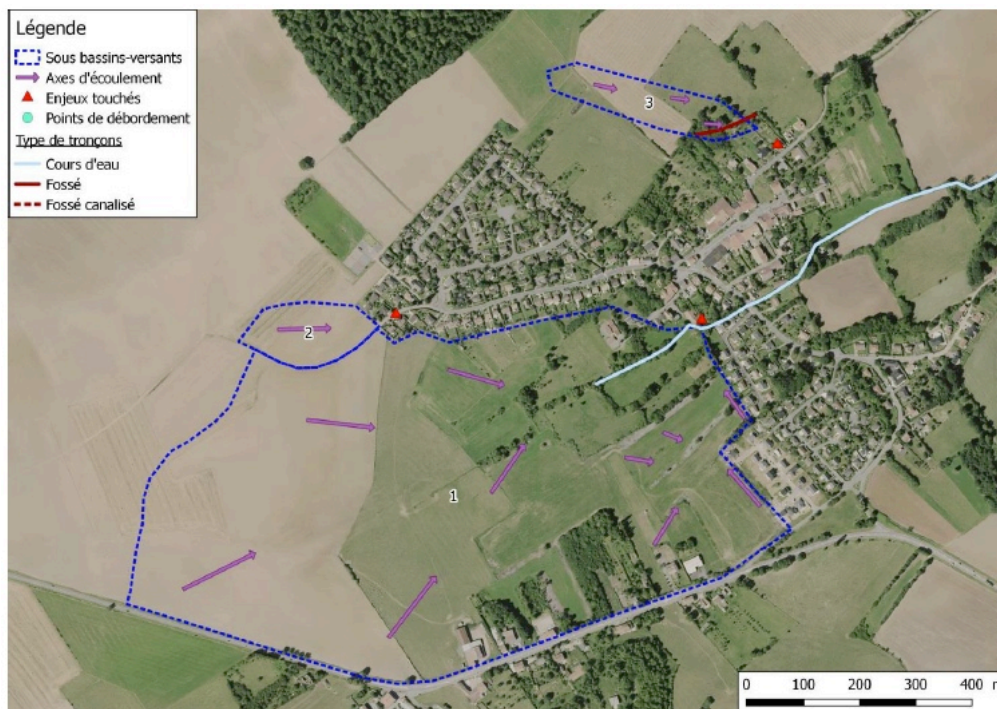 Légende
Sous bassins-versants
Axes d'écoulement
Enjeux touchés
Points de débordement
Type de tronçons
Cours d'eau
Fossé
Fossé canalisé
3
2
1
0 100 200 300 400 m